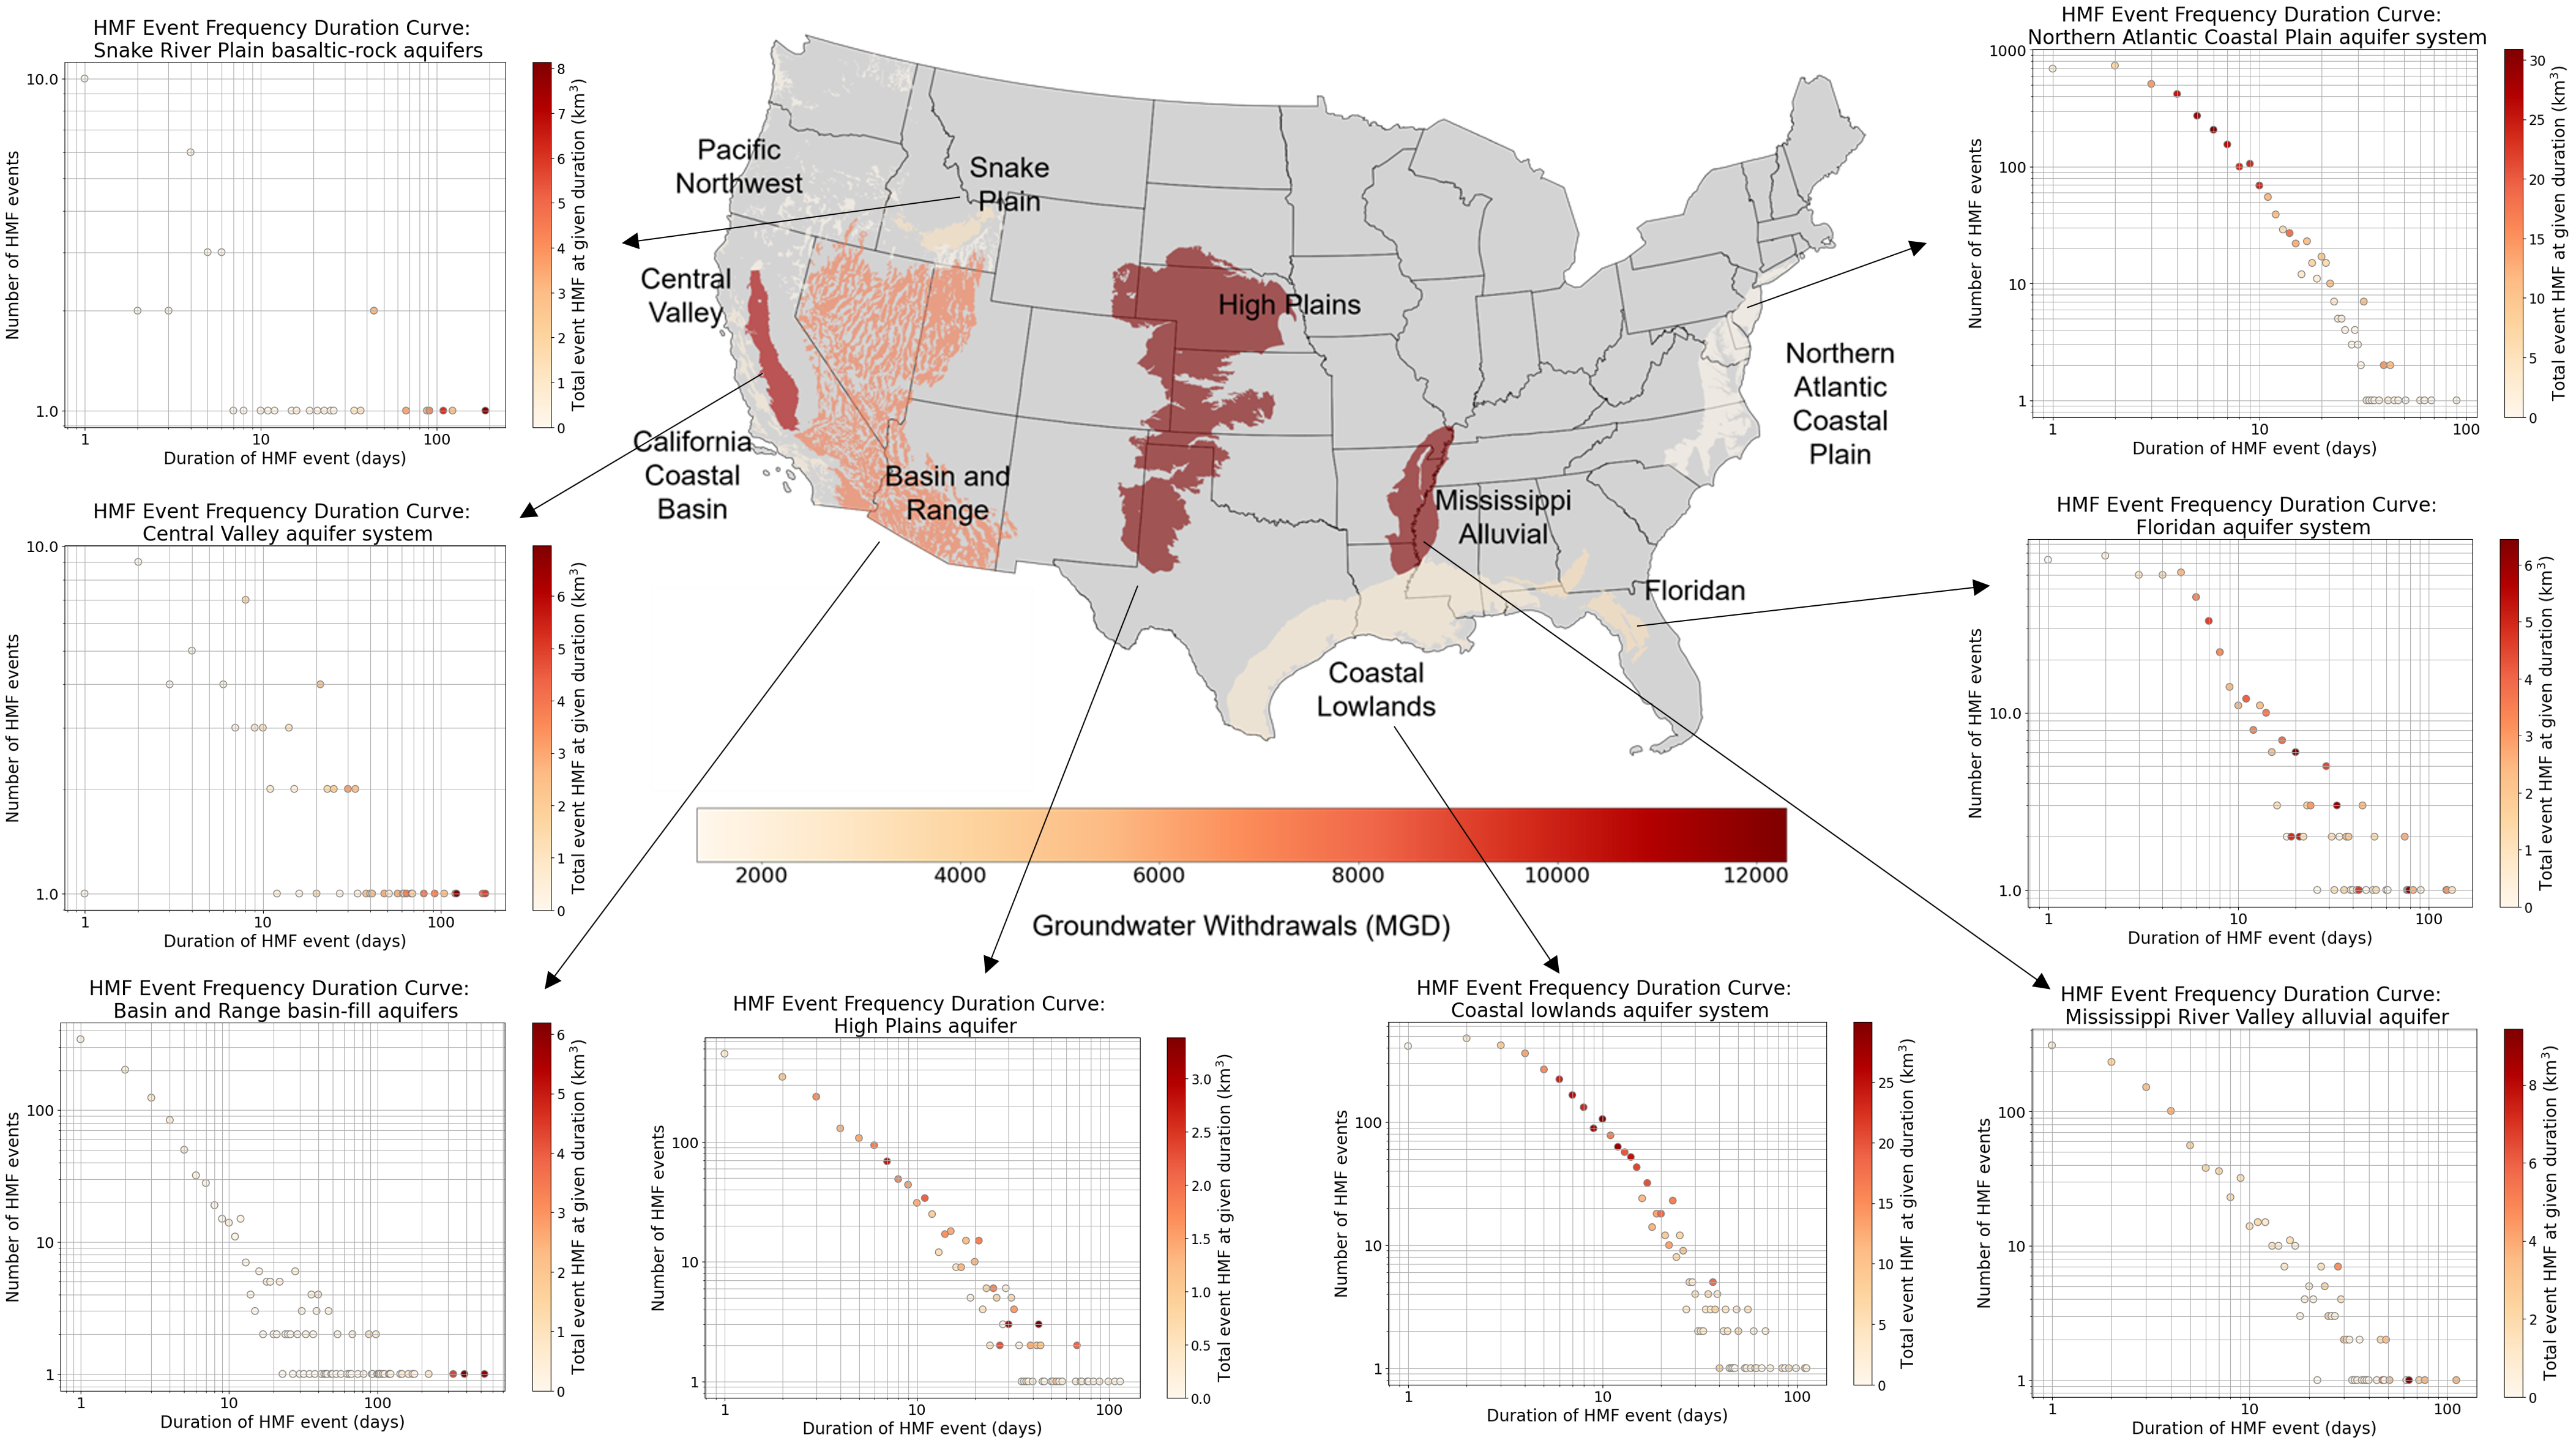 HMF Event Frequency Duration Curve:
Snake River Plain basaltic-rock aquifers
Number of HMF events
10.0
1.0
1
10
100
Duration of HMF event (days)
8
7
6
5
4
3
2
1
0
Total event HMF at given duration (km³)
HMF Event Frequency Duration Curve:
Central Valley aquifer system
Number of HMF events
10.0
1.0
1
10
100
Duration of HMF event (days)
6
5
4
3
2
1
0
Total event HMF at given duration (km³)
HMF Event Frequency Duration Curve:
Basin and Range basin-fill aquifers
Number of HMF events
100
10
1
1
10
100
Duration of HMF event (days)
6
5
4
3
2
1
0
Total event HMF at given duration (km³)
Pacific
Northwest
Snake
Plain
Central
Valley
High Plains
California
Coastal
Basin
Basin and
Range
Mississippi
Alluvial
Northern
Atlantic
Coastal
Plain
Floridan
Coastal
Lowlands
2000
4000
6000
8000
10000
12000
Groundwater Withdrawals (MGD)
HMF Event Frequency Duration Curve:
High Plains aquifer
Number of HMF events
100
10
1
1
10
100
Duration of HMF event (days)
3.0
2.5
2.0
1.5
1.0
0.5
0.0
Total event HMF at given duration (km³)
HMF Event Frequency Duration Curve:
Coastal lowlands aquifer system
Number of HMF events
100
10
1
1
10
100
Duration of HMF event (days)
25
20
15
10
5
0
Total event HMF at given duration (km³)
HMF Event Frequency Duration Curve:
Northern Atlantic Coastal Plain aquifer system
Number of HMF events
1000
100
10
1
1
10
100
Duration of HMF event (days)
30
25
20
15
10
5
0
Total event HMF at given duration (km³)
HMF Event Frequency Duration Curve:
Floridan aquifer system
Number of HMF events
10.0
1.0
1
10
100
Duration of HMF event (days)
6
5
4
3
2
1
0
Total event HMF at given duration (km³)
HMF Event Frequency Duration Curve:
Mississippi River Valley alluvial aquifer
Number of HMF events
100
10
1
1
10
100
Duration of HMF event (days)
8
6
4
2
0
Total event HMF at given duration (km³)